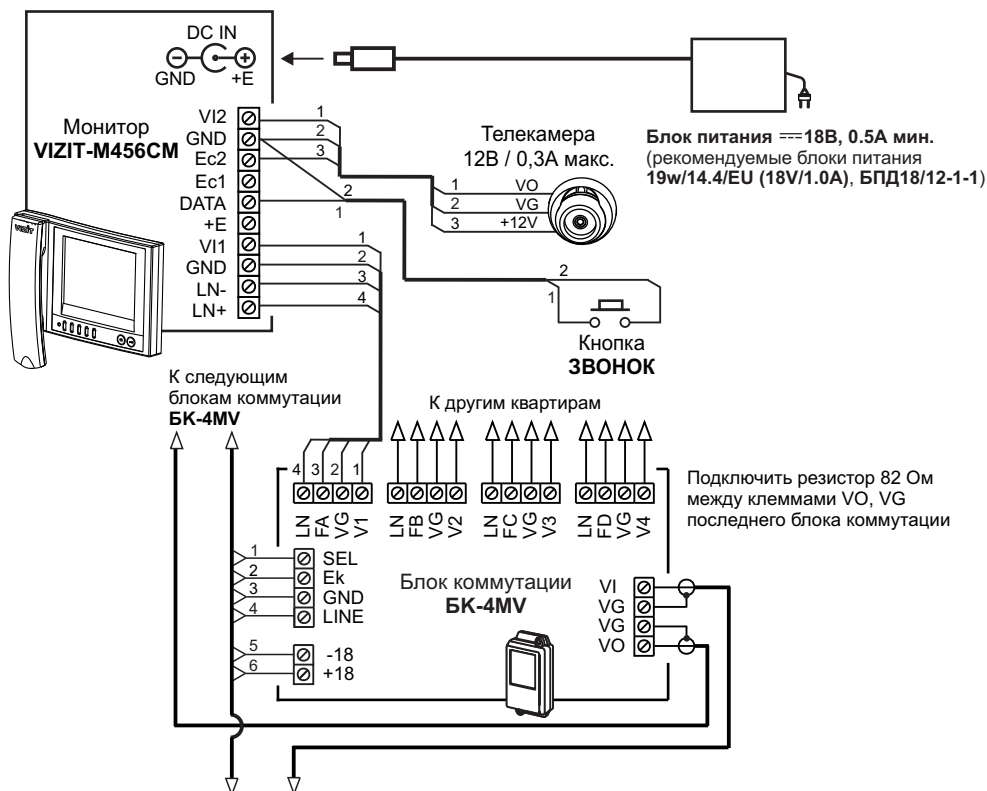 DC IN
GND
+E
Монитор
VIZIT-M456CM
VI2
GND
Ec2
Ec1
DATA
+E
VI1
GND
LN-
LN+
1
2
3
2
1
1
2
3
4
VIZIT
Телекамера
12В / 0,3А макс.
1 VO
2 VG
3 +12V
Блок питания ⎓18В, 0.5А мин.
(рекомендуемые блоки питания
19w/14.4/EU (18V/1.0A), БПД18/12-1-1)
2
1
Кнопка
ЗВОНОК
К следующим
блокам коммутации
БK-4MV
К другим квартирам
4 3 2 1
LN FA VG V1
LN FB VG V2
LN FC VG V3
LN FD VG V4
Подключить резистор 82 Ом
между клеммами VO, VG
последнего блока коммутации
1 SEL
2 Ek
3 GND
4 LINE
5 -18
6 +18
Блок коммутации
БK-4MV
VI
VG
VG
VO